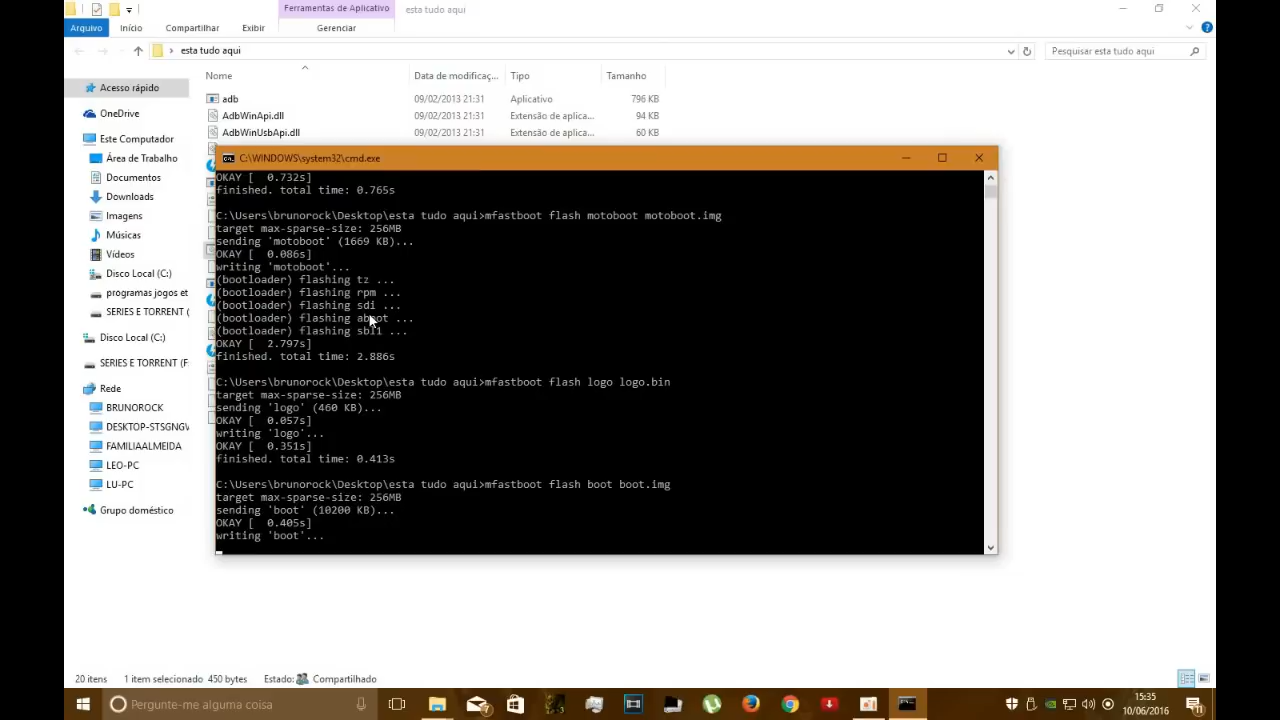 Ferramentas de Aplicativo
esta tudo aqui
Arquivo
Início
Compartilhar
Exibir
Gerenciar
esta tudo aqui
Pesquisar esta tudo aqui
Nome
Data de modificaç...
Tipo
Tamanho
Acesso rápido
OneDrive
Este Computador
Área de Trabalho
Documentos
Downloads
Imagens
Músicas
Vídeos
Disco Local (C:)
programas jogos et
SERIES E TORRENT (
Disco Local (C:)
SERIES E TORRENT (F:
Rede
BRUNOROCK
DESKTOP-STSGNGV
FAMILIAALMEIDA
LEO-PC
LU-PC
Grupo doméstico
adb
09/02/2013 21:31
Aplicativo
796 KB
AdbWinApi.dll
09/02/2013 21:31
Extensão de aplica...
94 KB
AdbWinUsbApi.dll
09/02/2013 21:31
Extensão de aplica...
60 KB
C:\WINDOWS\system32\cmd.exe
OKAY [  0.732s]
finished. total time: 0.765s
C:\Users\brunorock\Desktop\esta tudo aqui>mfastboot flash motoboot motoboot.img
target max-sparse-size: 256MB
sending 'motoboot' (1669 KB)...
OKAY [  0.086s]
writing 'motoboot'...
(bootloader) flashing tz ...
(bootloader) flashing rpm ...
(bootloader) flashing sdi ...
(bootloader) flashing aboot ...
(bootloader) flashing sbl1 ...
OKAY [  2.797s]
finished. total time: 2.886s
C:\Users\brunorock\Desktop\esta tudo aqui>mfastboot flash logo logo.bin
target max-sparse-size: 256MB
sending 'logo' (460 KB)...
OKAY [  0.057s]
writing 'logo'...
OKAY [  0.351s]
finished. total time: 0.413s
C:\Users\brunorock\Desktop\esta tudo aqui>mfastboot flash boot boot.img
target max-sparse-size: 256MB
sending 'boot' (10200 KB)...
OKAY [  0.405s]
writing 'boot'...
20 itens
1 item selecionado 450 bytes
Estado:
Compartilhado
Pergunte-me alguma coisa
15:35
10/06/2016